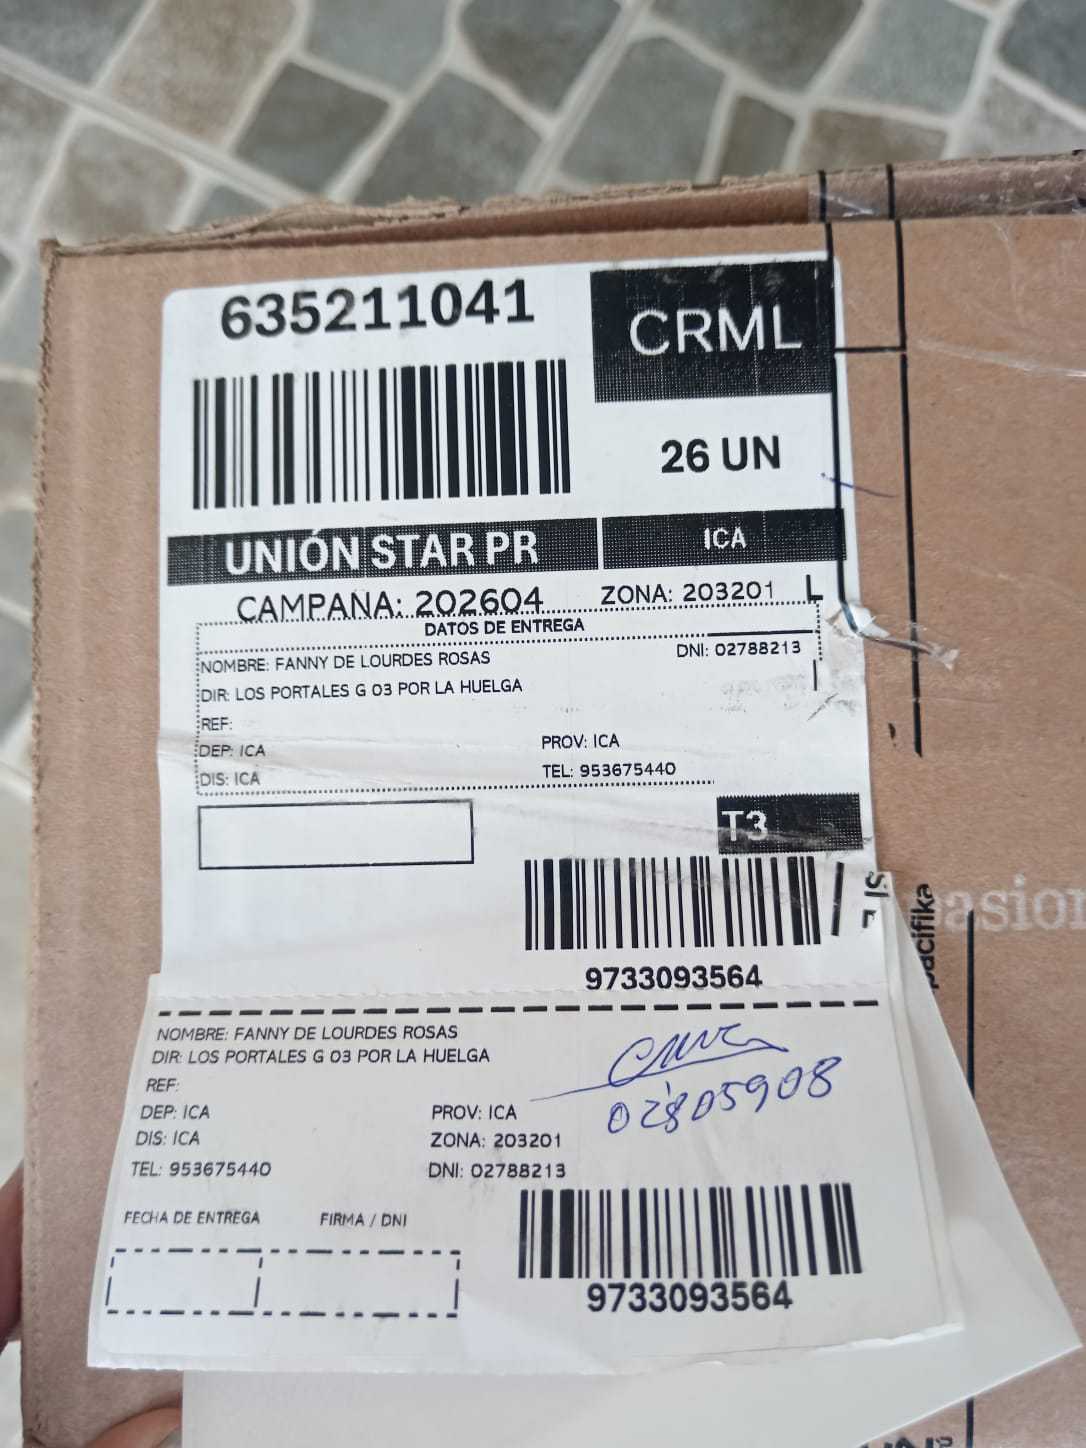 635211041
CRML
26 UN
UNIÓN STAR PR
ICA
CAMPAÑA: 202604
ZONA: 203201
L
DATOS DE ENTREGA
NOMBRE: FANNY DE LOURDES ROSAS
DNI: 02788213
DIR: LOS PORTALES G 03 POR LA HUELGA
REF:
DEP: ICA
PROV: ICA
DIS: ICA
TEL: 953675440
T3
9733093564
pacifika
asion
NOMBRE: FANNY DE LOURDES ROSAS
DIR: LOS PORTALES G 03 POR LA HUELGA
REF:
DEP: ICA
PROV: ICA
DIS: ICA
ZONA: 203201
TEL: 953675440
DNI: 02788213
02805908
FECHA DE ENTREGA
FIRMA / DNI
9733093564